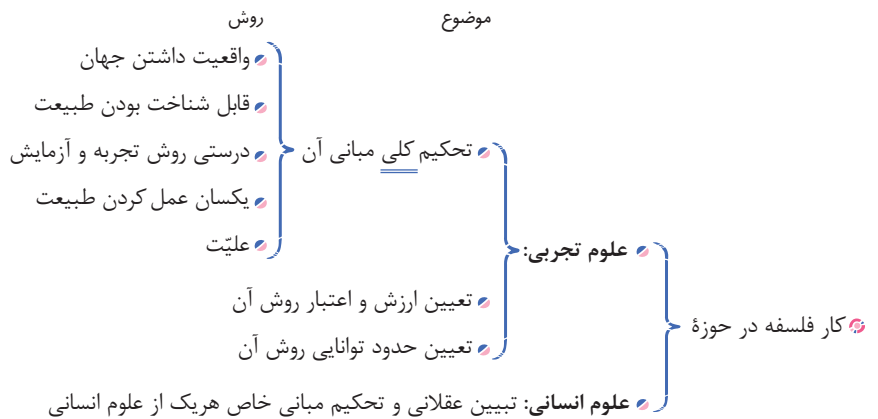 موضوع روش
واقعیت داشتن جهان
قابل شناخت بودن طبیعت
تحکیم کلی مبانی آن
درستی روش تجربه و آزمایش
یکسان عمل کردن طبیعت
علیّت
علوم تجربی:
تعیین ارزش و اعتبار روش آن
کار فلسفه در حوزهٔ
تعیین حدود توانایی روش آن
علوم انسانی: تبیین عقلانی و تحکیم مبانی خاص هریک از علوم انسانی